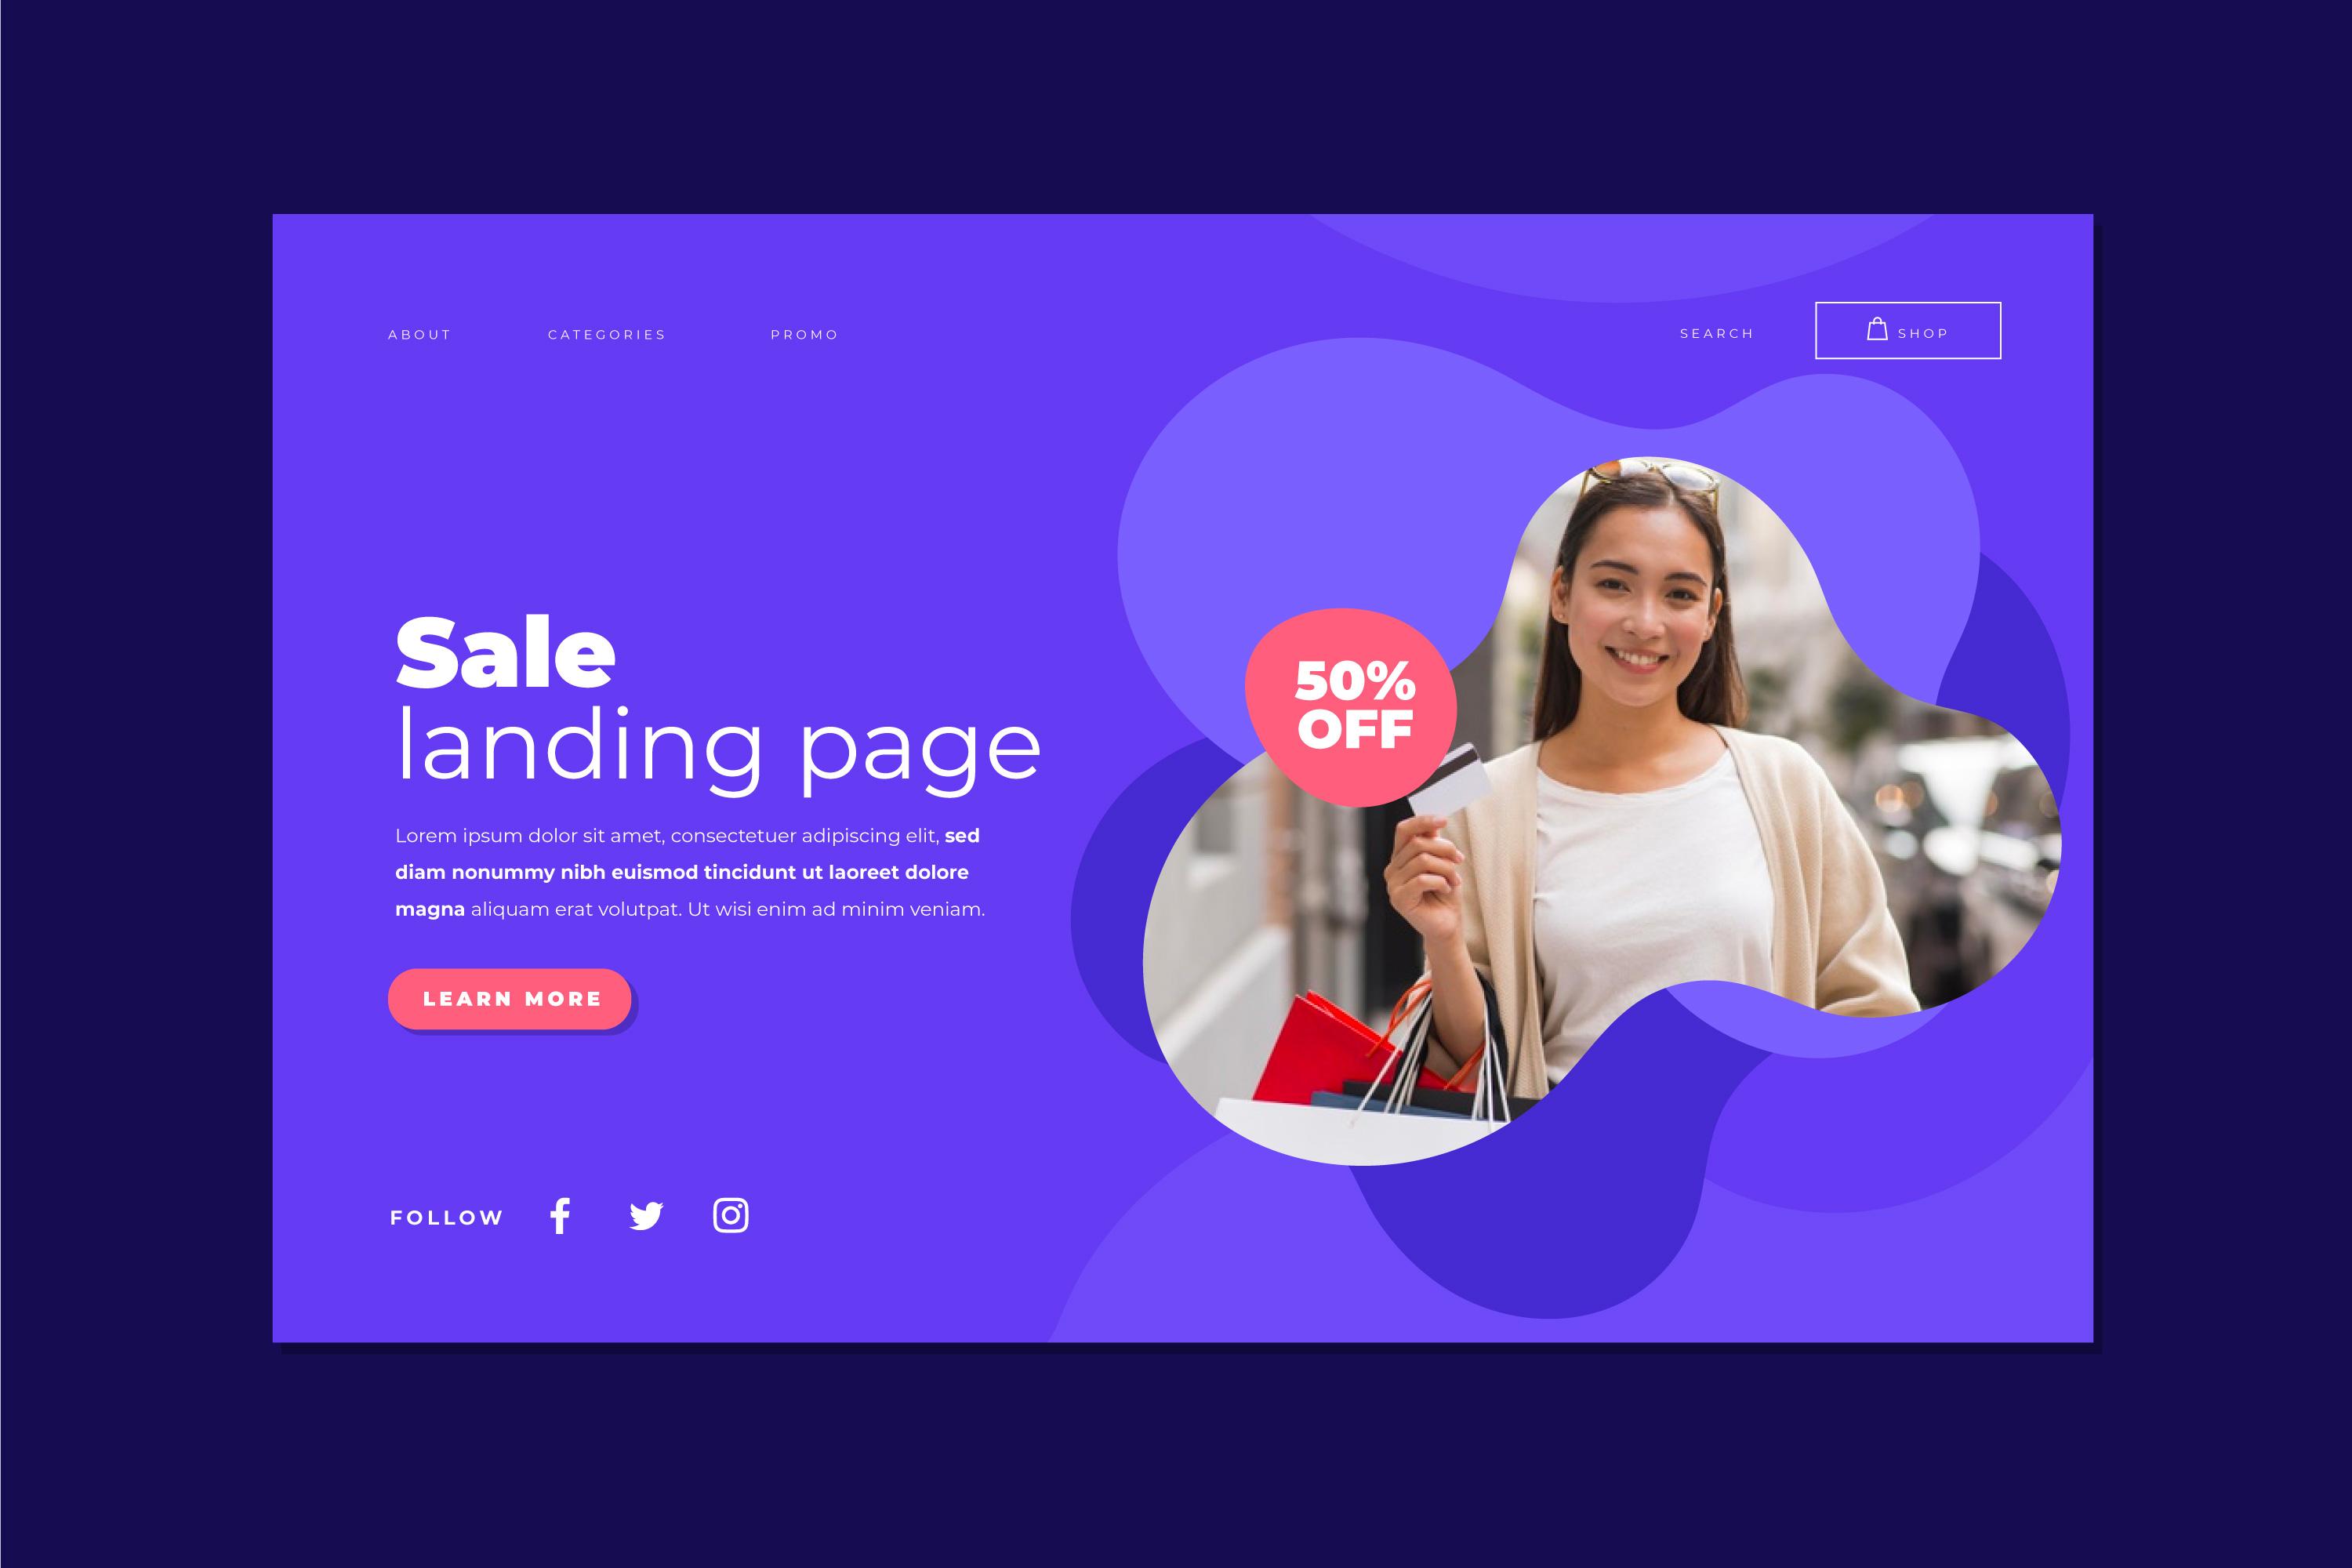 ABOUT CATEGORIES PROMO SEARCH SHOP
Sale
landing page
Lorem ipsum dolor sit amet, consectetuer adipiscing elit, sed
diam nonummy nibh euismod tincidunt ut laoreet dolore
magna aliquam erat volutpat. Ut wisi enim ad minim veniam.
LEARN MORE
50%
OFF
FOLLOW